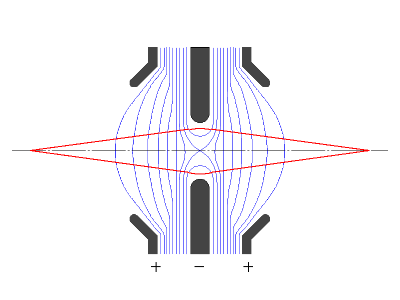 + − +